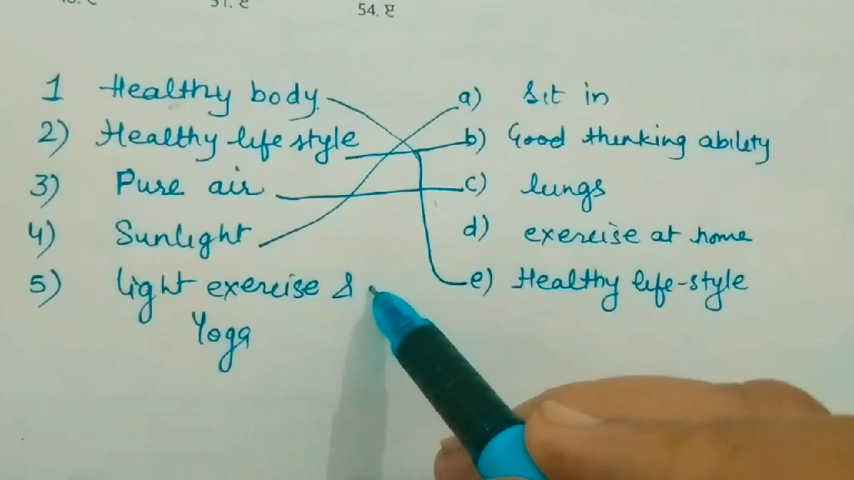 54. ੲ
1 Healthy body a) Sit in
2) Healthy life style b) Good thinking ability
3) Pure air c) lungs
4) Sunlight d) exercise at home
5) light exercise & e) Healthy life-style
Yoga